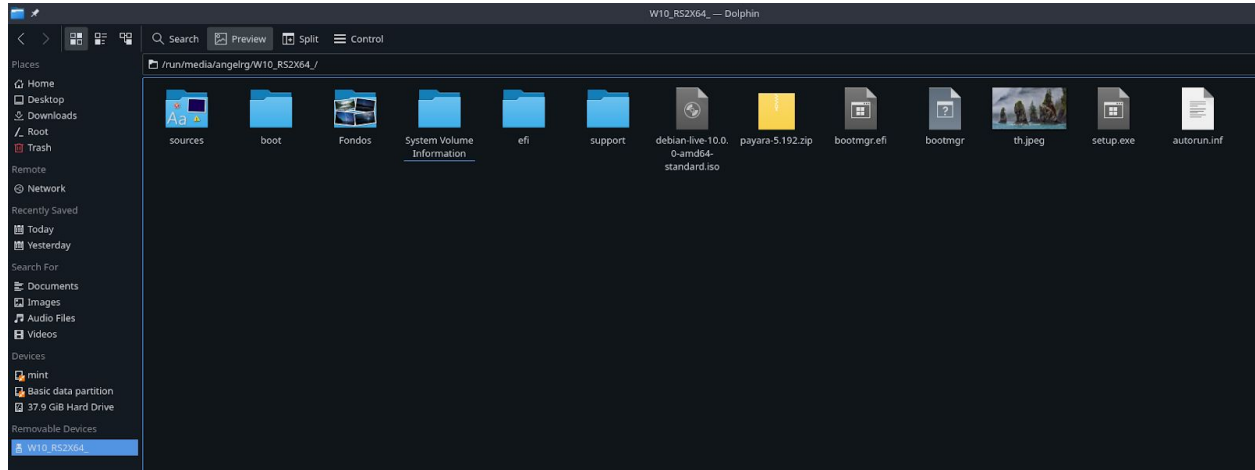 W10_RS2X64_ — Dolphin
Search Preview Split Control
Places
/run/media/angelrg/W10_RS2X64_/
Home
Desktop
Downloads
Root
Trash
Remote
Network
Recently Saved
Today
Yesterday
Search For
Documents
Images
Audio Files
Videos
Devices
mint
Basic data partition
37.9 GiB Hard Drive
Removable Devices
W10_RS2X64_
Aa
sources
boot
Fondos
System Volume
Information
efi
support
debian-live-10.0.
0-amd64-
standard.iso
payara-5.192.zip
bootmgr.efi
?
bootmgr
th.jpeg
setup.exe
autorun.inf